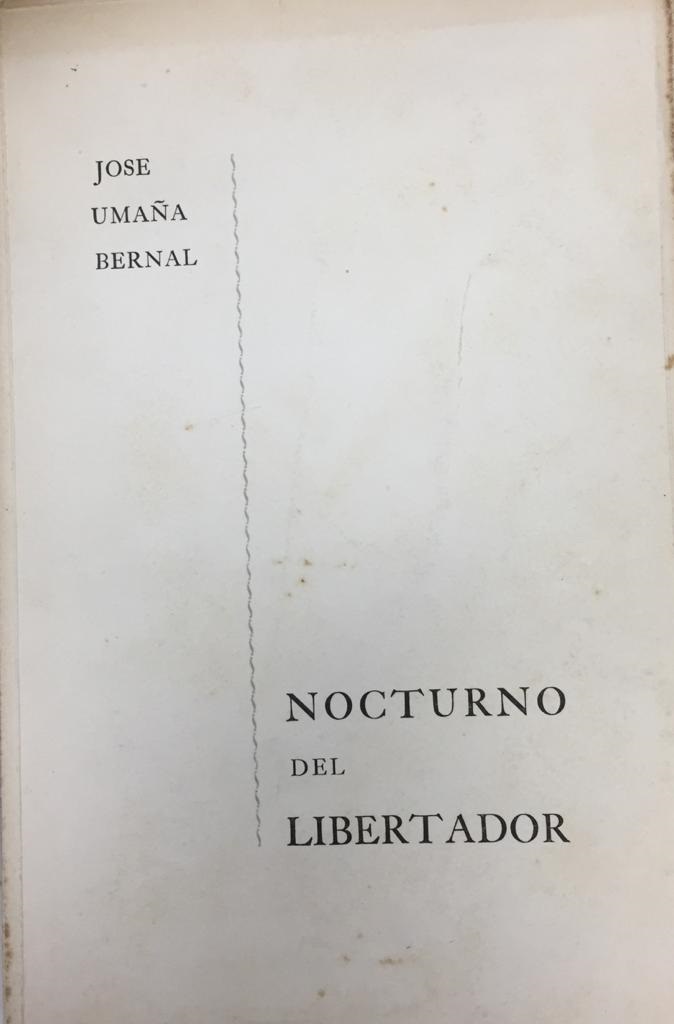 JOSE
UMAÑA
BERNAL
NOCTURNO
DEL
LIBERTADOR